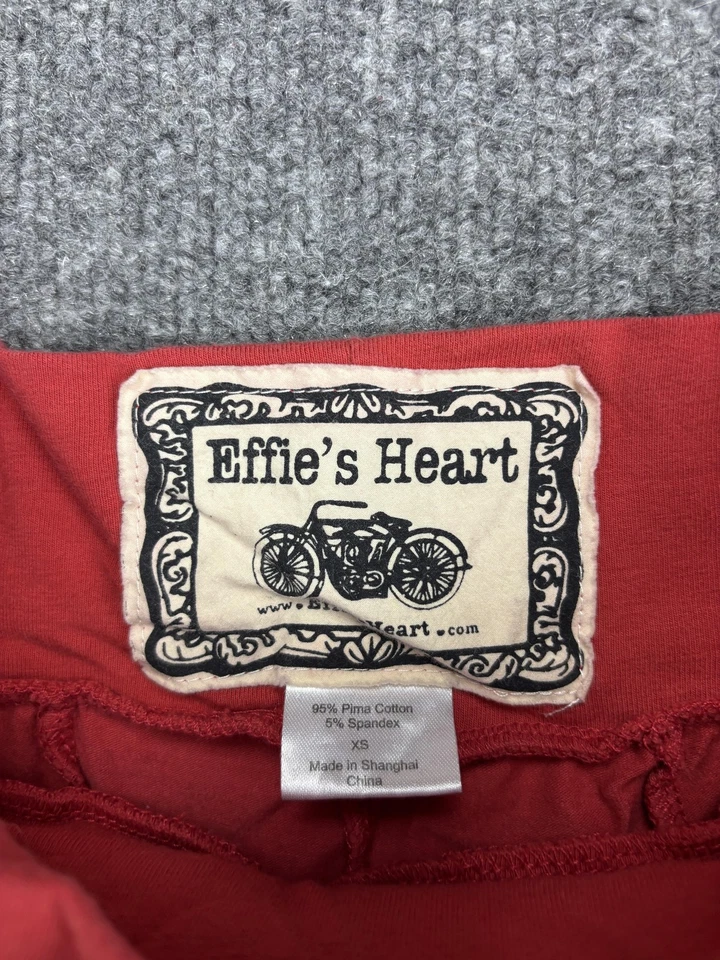 Effie's Heart
www.
Heart.com
95% Pima Cotton
5% Spandex
XS
Made in Shanghai
China